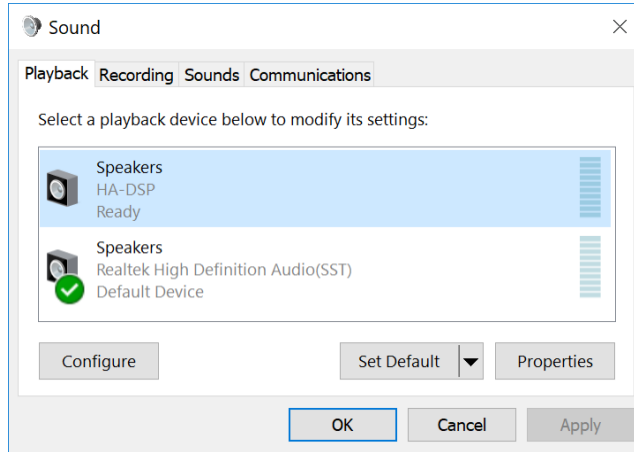 Sound
Playback Recording Sounds Communications
Select a playback device below to modify its settings:
Speakers
HA-DSP
Ready
Speakers
Realtek High Definition Audio(SST)
Default Device
Configure Set Default Properties
OK Cancel Apply